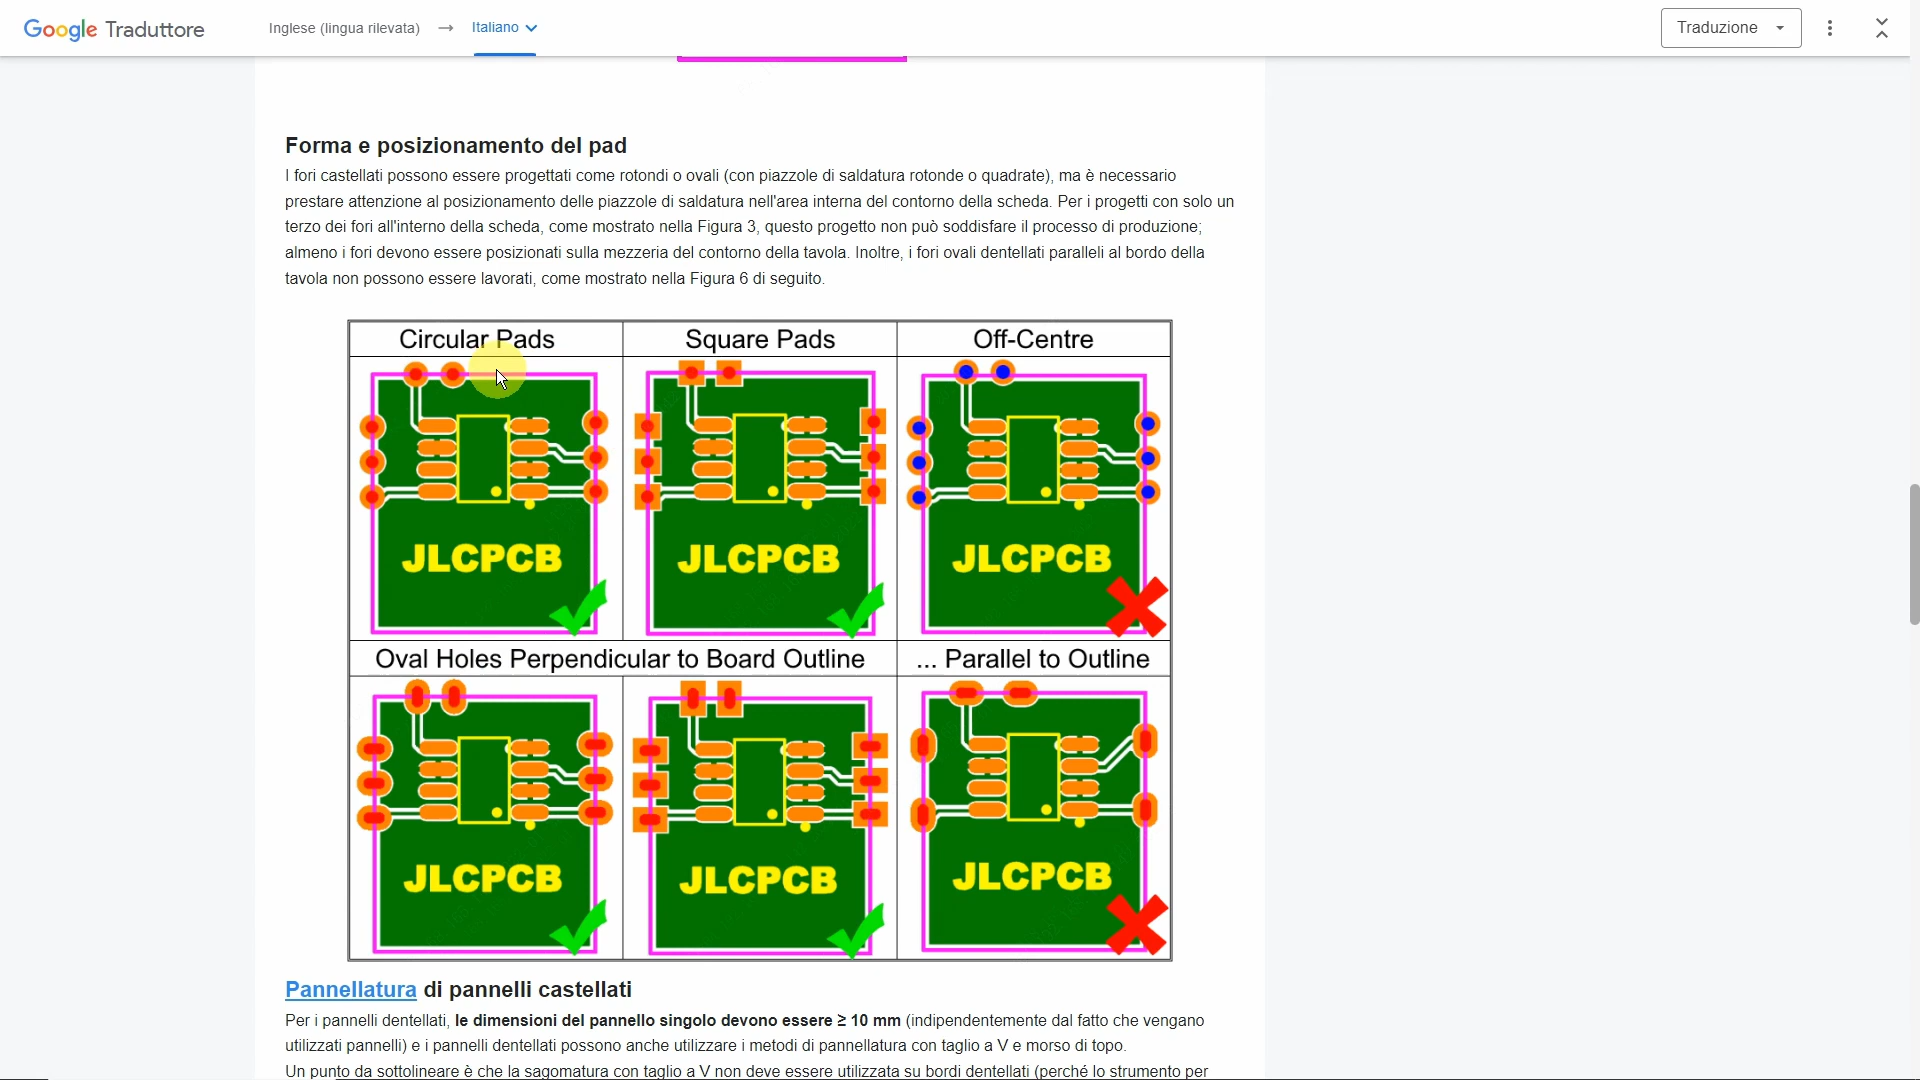 Google Traduttore
Inglese (lingua rilevata) → Italiano
Traduzione
Forma e posizionamento del pad
I fori castellati possono essere progettati come rotondi o ovali (con piazzole di saldatura rotonde o quadrate), ma è necessario
prestare attenzione al posizionamento delle piazzole di saldatura nell'area interna del contorno della scheda. Per i progetti con solo un
terzo dei fori all'interno della scheda, come mostrato nella Figura 3, questo progetto non può soddisfare il processo di produzione;
almeno i fori devono essere posizionati sulla mezzeria del contorno della tavola. Inoltre, i fori ovali dentellati paralleli al bordo della
tavola non possono essere lavorati, come mostrato nella Figura 6 di seguito.
Circular Pads
Square Pads
Off-Centre
JLCPCB
JLCPCB
JLCPCB
Oval Holes Perpendicular to Board Outline
... Parallel to Outline
JLCPCB
JLCPCB
JLCPCB
Pannellatura di pannelli castellati
Per i pannelli dentellati, le dimensioni del pannello singolo devono essere ≥ 10 mm (indipendentemente dal fatto che vengano
utilizzati pannelli) e i pannelli dentellati possono anche utilizzare i metodi di pannellatura con taglio a V e morso di topo.
Un punto da sottolineare è che la sagomatura con taglio a V non deve essere utilizzata su bordi dentellati (perché lo strumento per